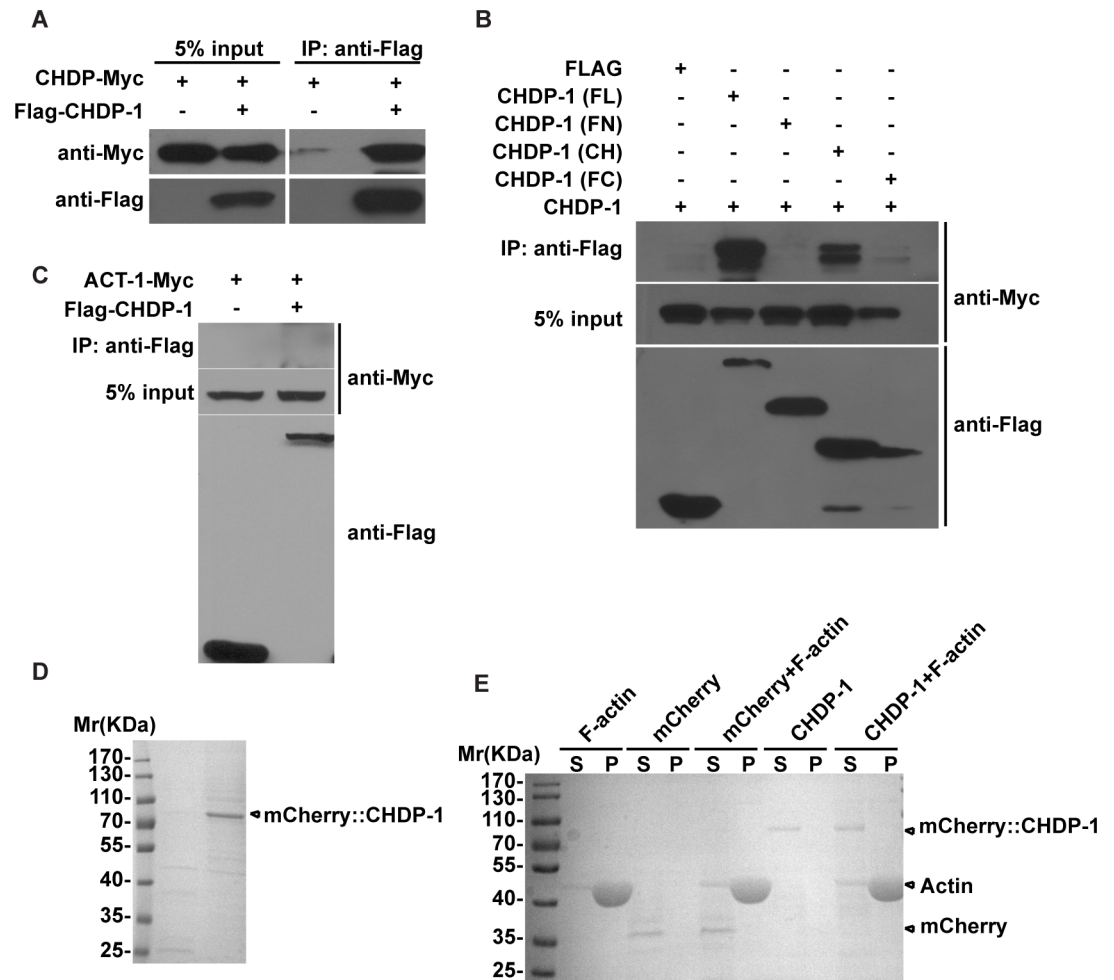 A
5% input IP: anti-Flag
CHDP-Myc + + + +
Flag-CHDP-1 - + - +
anti-Myc
anti-Flag
B
FLAG + - - - -
CHDP-1 (FL) - + - - -
CHDP-1 (FN) - - + - -
CHDP-1 (CH) - - - + -
CHDP-1 (FC) - - - - +
CHDP-1 + + + + +
IP: anti-Flag
5% input
anti-Myc
anti-Flag
C
ACT-1-Myc + +
Flag-CHDP-1 - +
IP: anti-Flag
5% input
anti-Myc
anti-Flag
D
Mr(KDa)
170-
130-
110-
70-
55-
40-
35-
25-
mCherry::CHDP-1
E
F-actin mCherry mCherry+F-actin CHDP-1 CHDP-1+F-actin
Mr(KDa) S P S P S P S P S P
170-
130-
110-
70-
55-
40-
35-
25-
mCherry::CHDP-1
Actin
mCherry